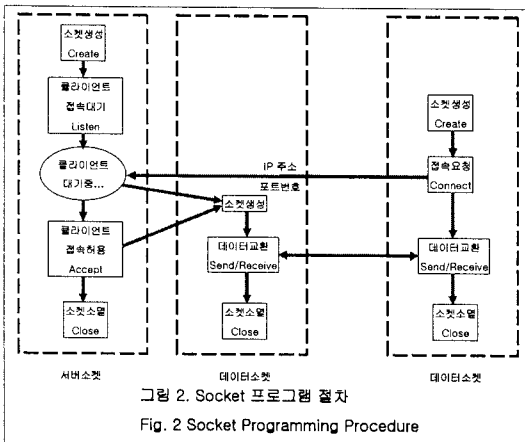 소켓생성
Create
클라이언트
접속대기
Listen
클라이언트
대기중...
클라이언트
접속허용
Accept
소켓소멸
Close
서버소켓
IP 주소
포트번호
소켓생성
데이터교환
Send/Receive
소켓소멸
Close
데이터소켓
소켓생성
Create
접속요청
Connect
데이터교환
Send/Receive
소켓소멸
Close
데이터소켓
그림 2. Socket 프로그램 절차
Fig. 2 Socket Programming Procedure